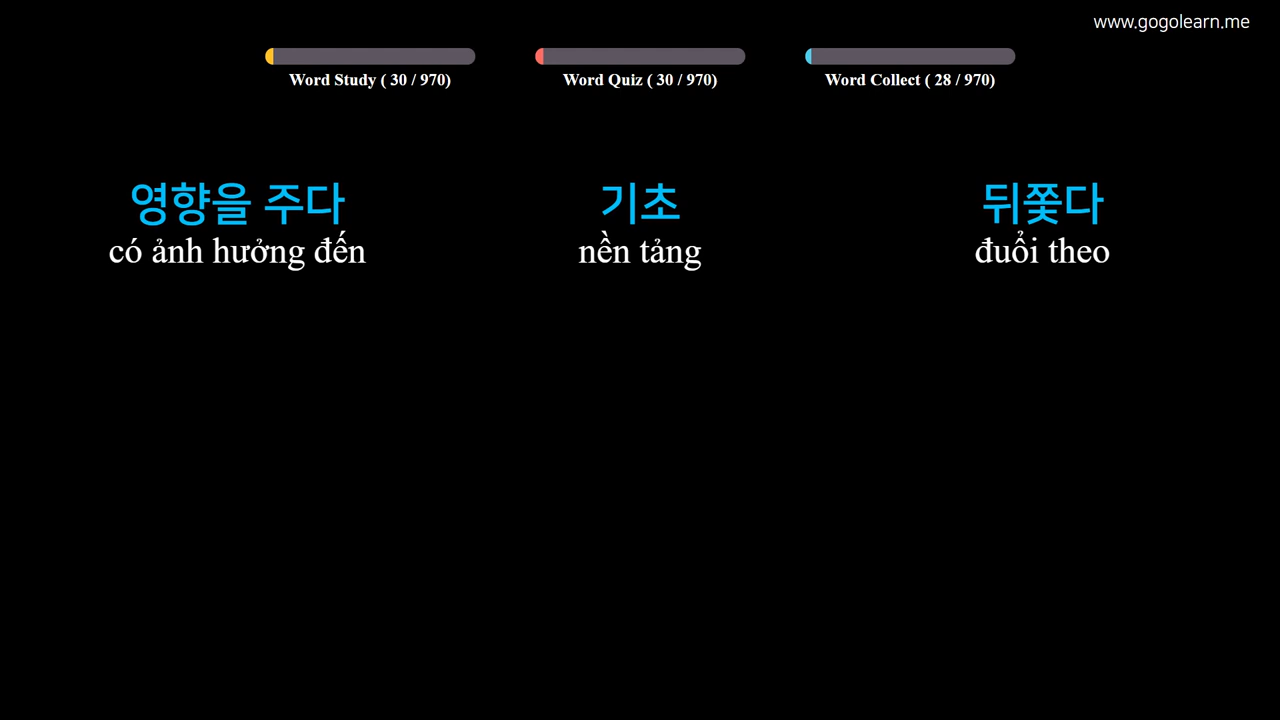 www.gogolearn.me
Word Study ( 30 / 970)
Word Quiz ( 30 / 970)
Word Collect ( 28 / 970)
영향을 주다
có ảnh hưởng đến
기초
nền tảng
뒤쫓다
đuổi theo